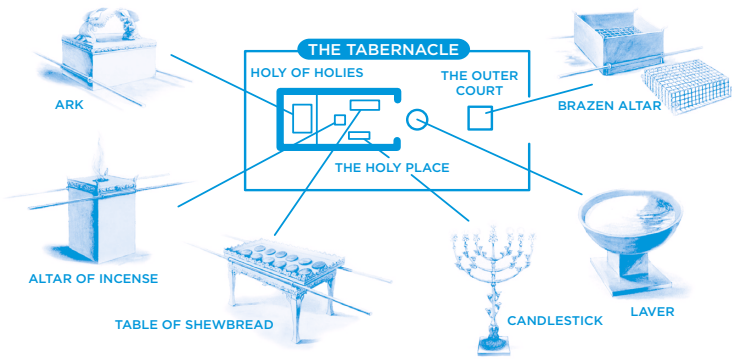 THE TABERNACLE
HOLY OF HOLIES
THE OUTER
COURT
ARK
BRAZEN ALTAR
THE HOLY PLACE
ALTAR OF INCENSE
TABLE OF SHEWBREAD
CANDLESTICK
LAVER